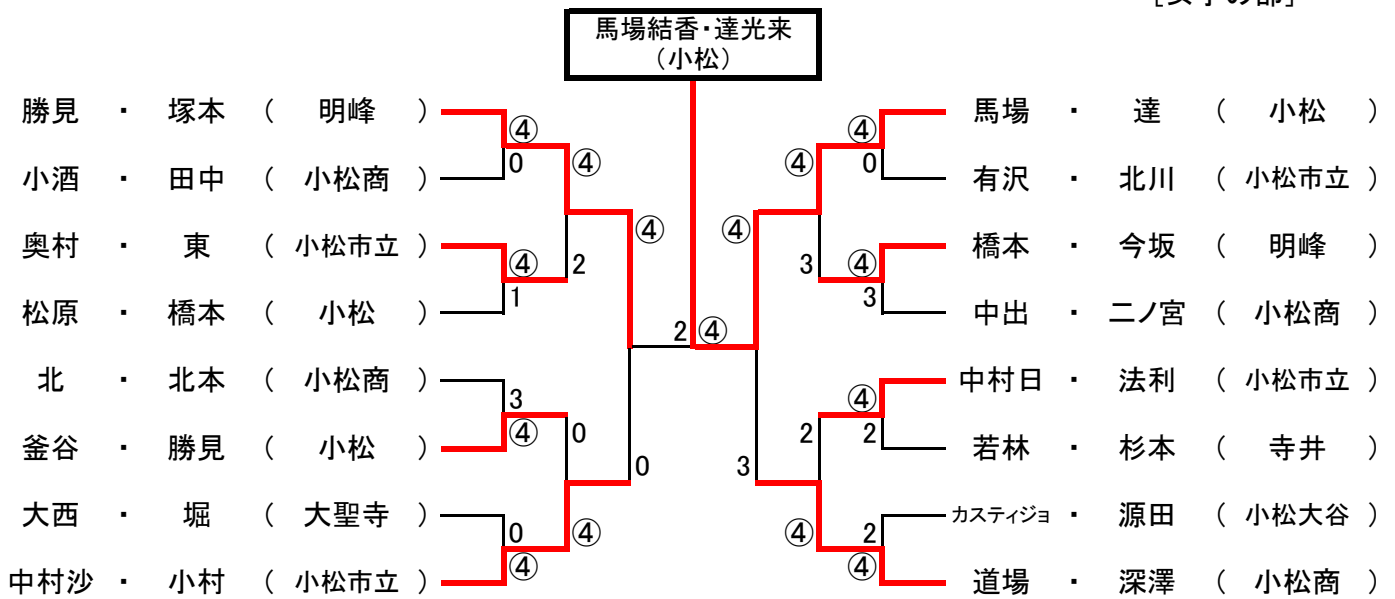 ［女子の部］
馬場結香・達光来
（小松）
勝見 ・ 塚本 （ 明峰 ）
小酒 ・ 田中 （ 小松商 ）
奥村 ・ 東 （ 小松市立 ）
松原 ・ 橋本 （ 小松 ）
北 ・ 北本 （ 小松商 ）
釜谷 ・ 勝見 （ 小松 ）
大西 ・ 堀 （ 大聖寺 ）
中村沙 ・ 小村 （ 小松市立 ）
④
0
④
1
3
④
0
④
④
2
0
④
④
0
2 ④
④
3
④
3
2
④
④
0
④
3
④
2
2
④
馬場 ・ 達 （ 小松 ）
有沢 ・ 北川 （ 小松市立 ）
橋本 ・ 今坂 （ 明峰 ）
中出 ・ 二ノ宮 （ 小松商 ）
中村日 ・ 法利 （ 小松市立 ）
若林 ・ 杉本 （ 寺井 ）
カスティジョ ・ 源田 （ 小松大谷 ）
道場 ・ 深澤 （ 小松商 ）